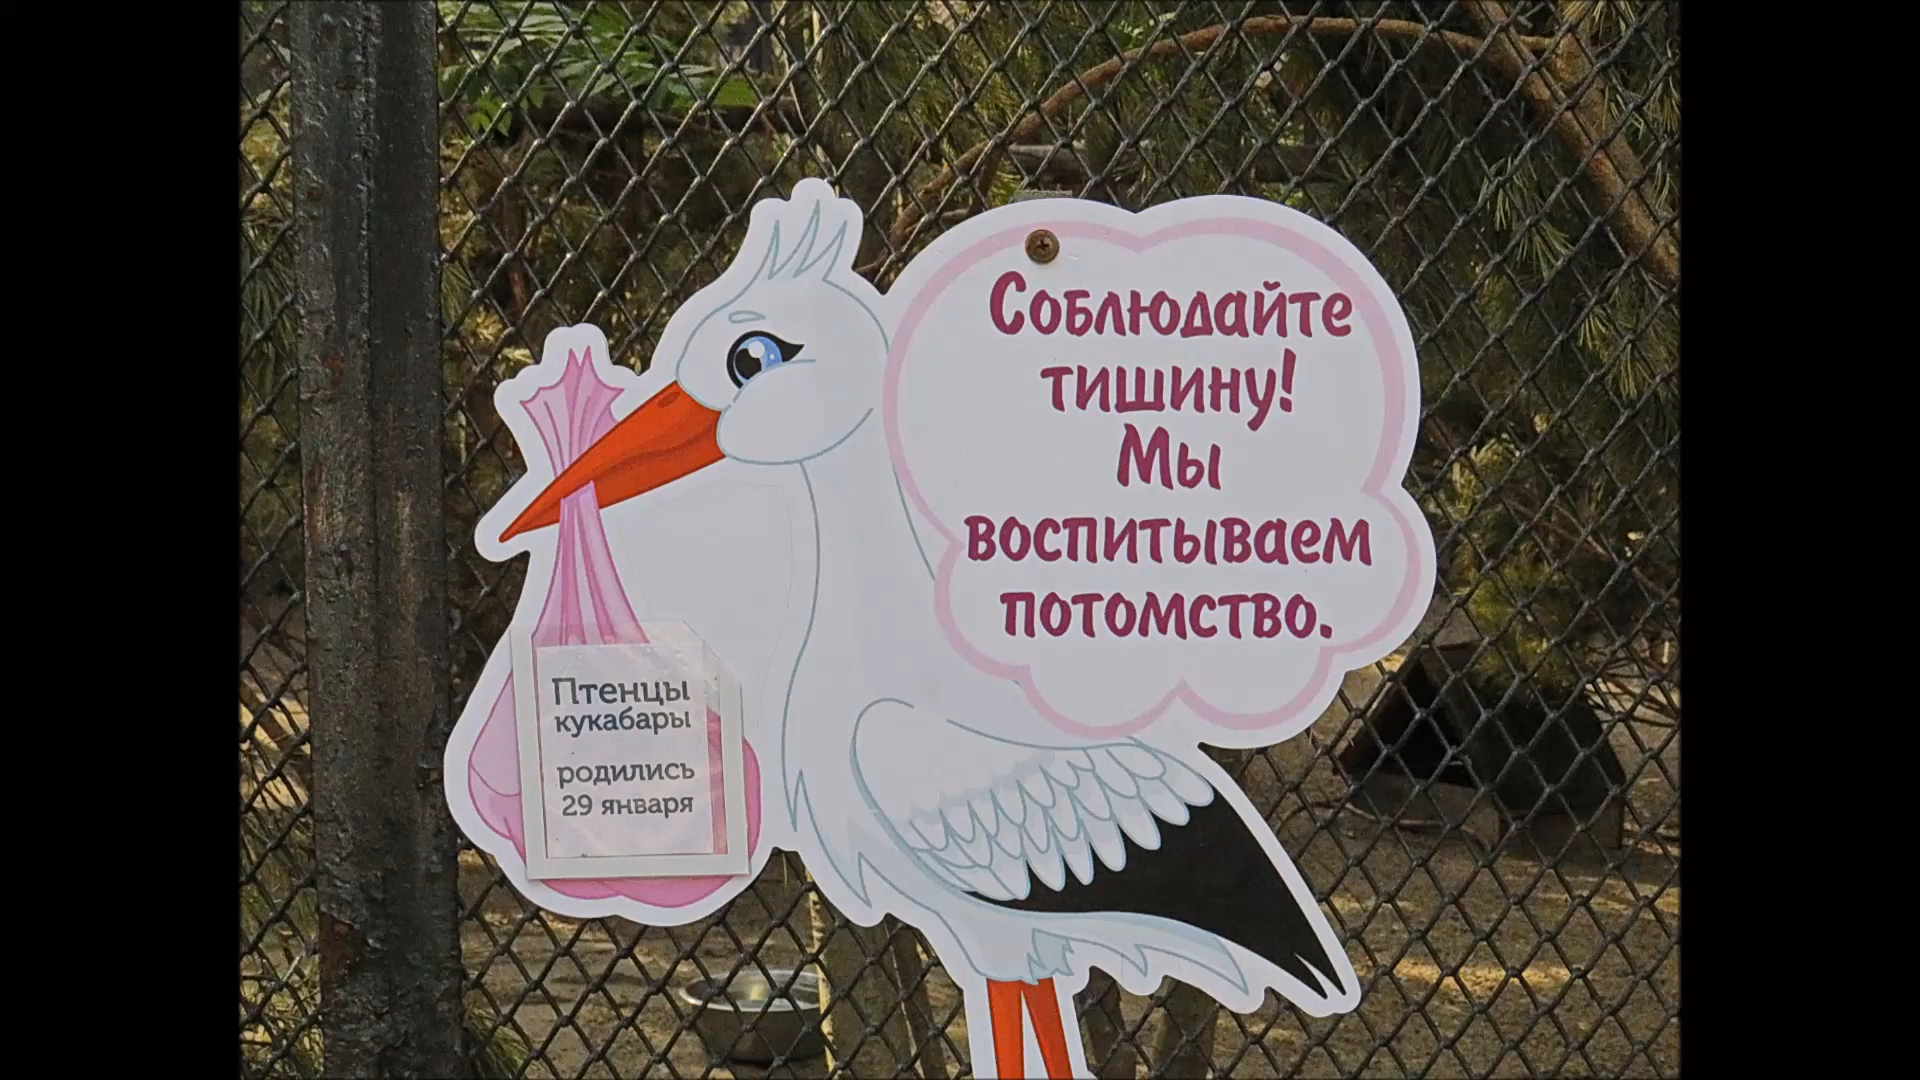 Соблюдайте
тишину!
Мы
воспитываем
потомство.
Птенцы
кукабары
родились
29 января